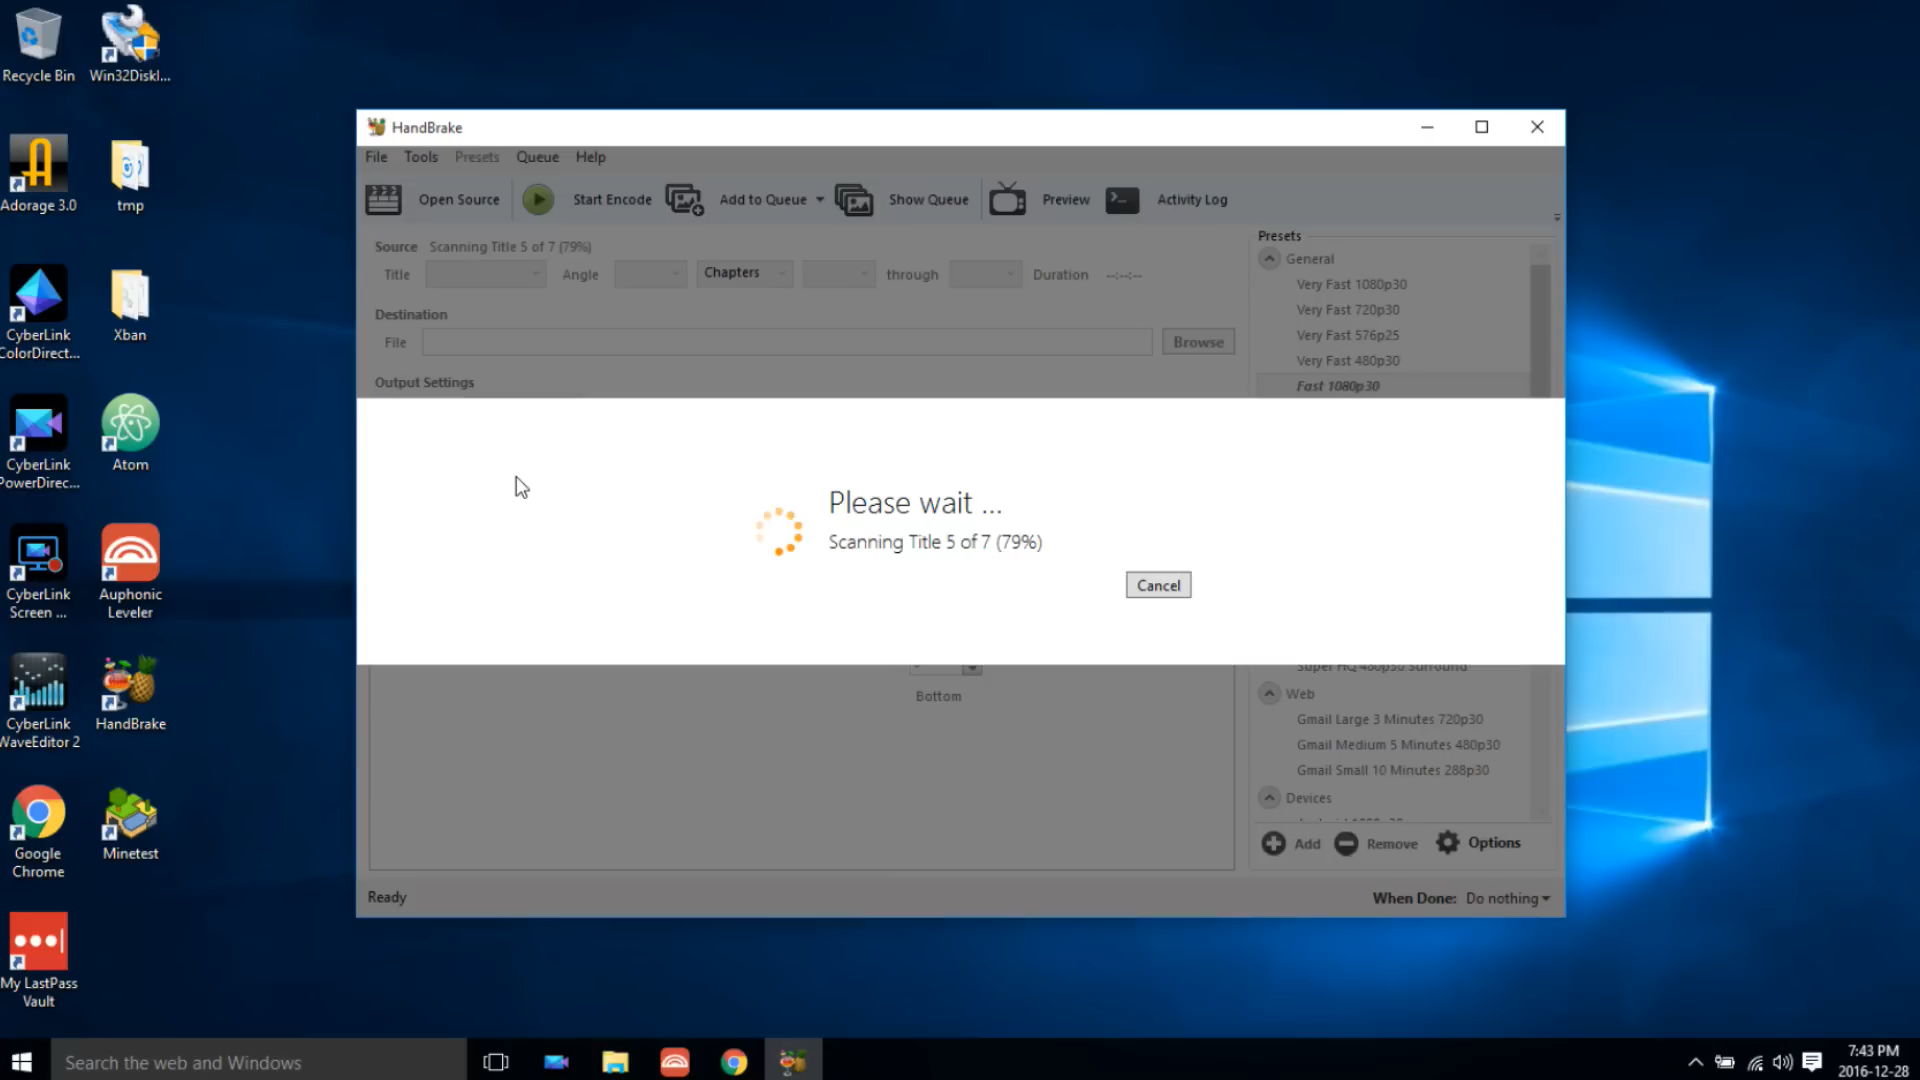 Recycle Bin
Win32DiskI...
Adorage 3.0
tmp
CyberLink
ColorDirect...
Xban
CyberLink
PowerDirec...
Atom
CyberLink
Screen ...
Auphonic
Leveler
CyberLink
WaveEditor 2
HandBrake
Google
Chrome
Minetest
My LastPass
Vault
HandBrake
File Tools Presets Queue Help
Open Source Start Encode Add to Queue Show Queue Preview Activity Log
Source Scanning Title 5 of 7 (79%)
Title Angle Chapters through Duration --:--:--
Destination
File Browse
Output Settings
Presets
General
Very Fast 1080p30
Very Fast 720p30
Very Fast 576p25
Very Fast 480p30
Fast 1080p30
Please wait ...
Scanning Title 5 of 7 (79%)
Cancel
Bottom
Super HQ 480p30 Surround
Web
Gmail Large 3 Minutes 720p30
Gmail Medium 5 Minutes 480p30
Gmail Small 10 Minutes 288p30
Devices
Add Remove Options
Ready
When Done: Do nothing
Search the web and Windows
7:43 PM
2016-12-28